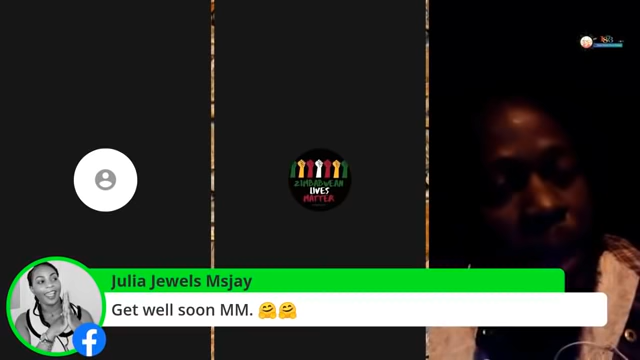 ZIMBABWEAN
LIVES
MATTER
Julia Jewels Msjay
Get well soon MM. 🤗🤗